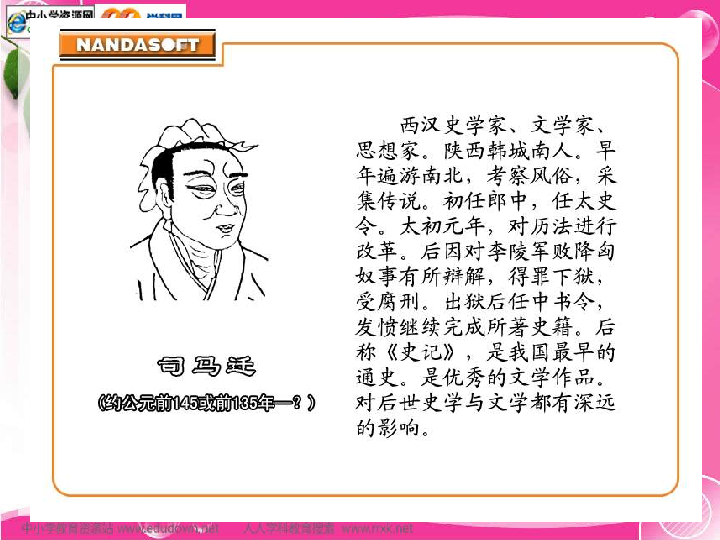 中小学资源网
NANDASOFT
西汉史学家、文学家、
思想家。陕西韩城南人。早
年遍游南北，考察风俗，采
集传说。初任郎中，任太史
令。太初元年，对历法进行
改革。后因对李陵军败降匈
奴事有所辩解，得罪下狱，
受腐刑。出狱后任中书令，
发愤继续完成所著史籍。后
称《史记》，是我国最早的
通史。是优秀的文学作品。
对后世史学与文学都有深远
的影响。
司马迁
(约公元前145或前135年—？)
中小学教育资源站 www.edudown.net 人人学科教育搜索 www.rrxk.net